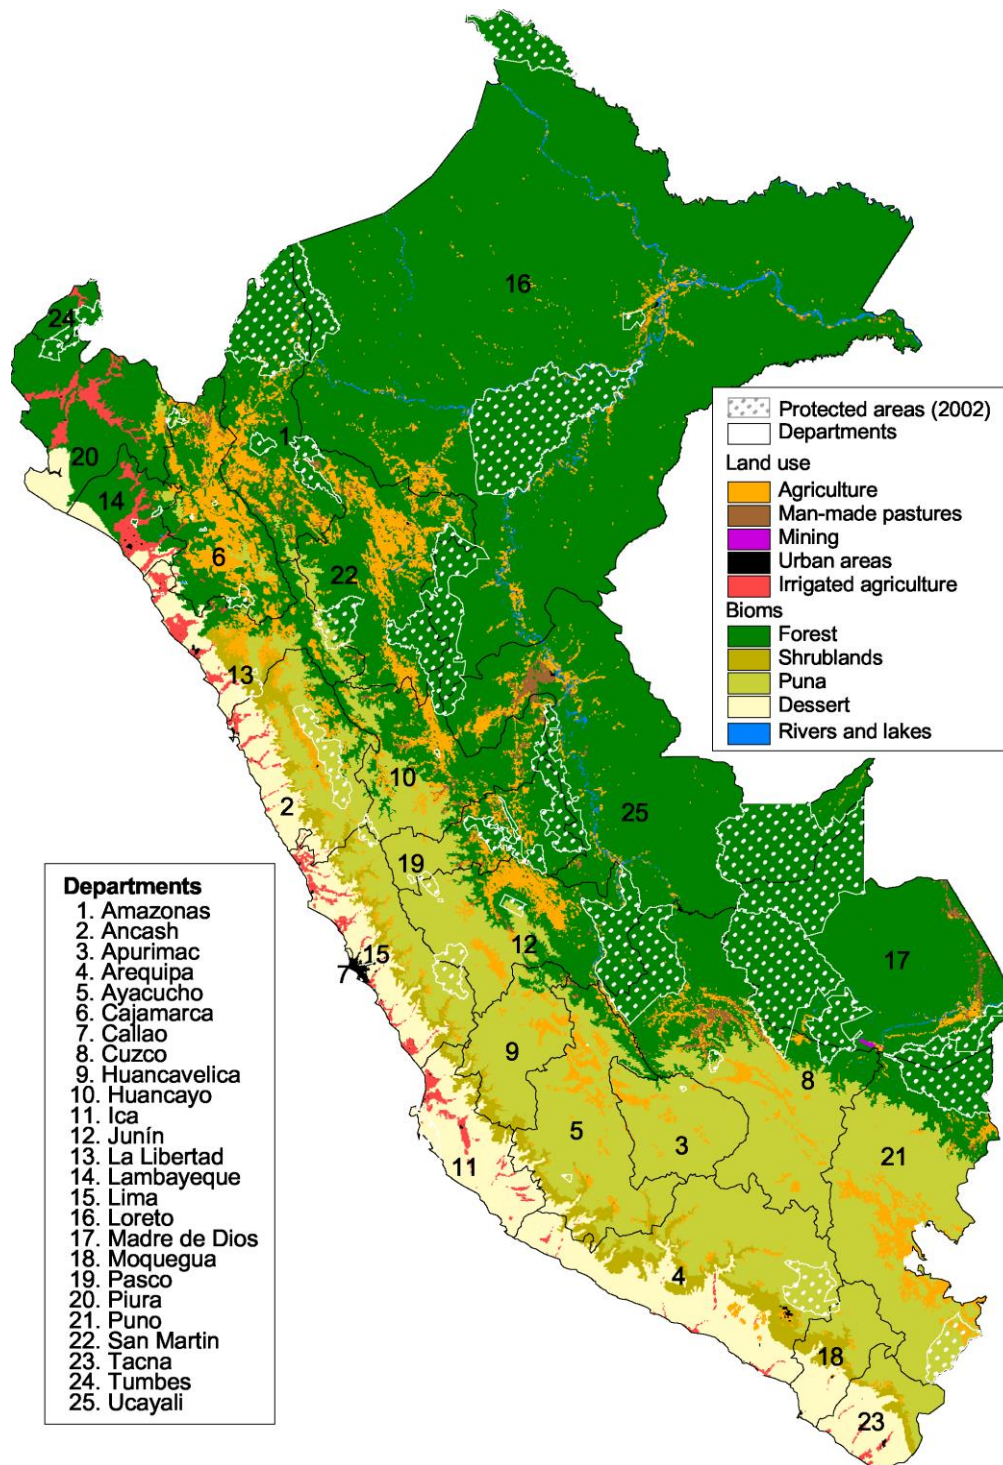 16
24
1
20
14
6
22
13
10
2
25
19
12
15
7
17
9
8
5
3
21
11
4
18
23
Protected areas (2002)
Departments
Land use
Agriculture
Man-made pastures
Mining
Urban areas
Irrigated agriculture
Bioms
Forest
Shrublands
Puna
Dessert
Rivers and lakes
Departments
1. Amazonas
2. Ancash
3. Apurimac
4. Arequipa
5. Ayacucho
6. Cajamarca
7. Callao
8. Cuzco
9. Huancavelica
10. Huancayo
11. Ica
12. Junín
13. La Libertad
14. Lambayeque
15. Lima
16. Loreto
17. Madre de Dios
18. Moquegua
19. Pasco
20. Piura
21. Puno
22. San Martin
23. Tacna
24. Tumbes
25. Ucayali